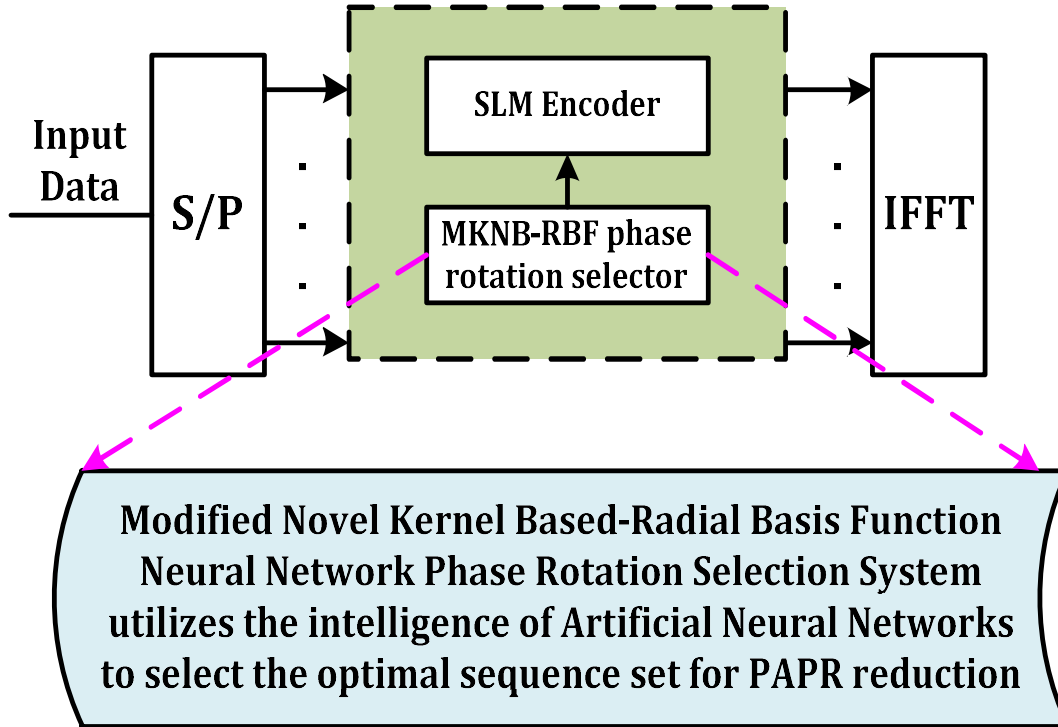 Input
Data
S/P
SLM Encoder
MKNB-RBF phase
rotation selector
IFFT
Modified Novel Kernel Based-Radial Basis Function
Neural Network Phase Rotation Selection System
utilizes the intelligence of Artificial Neural Networks
to select the optimal sequence set for PAPR reduction